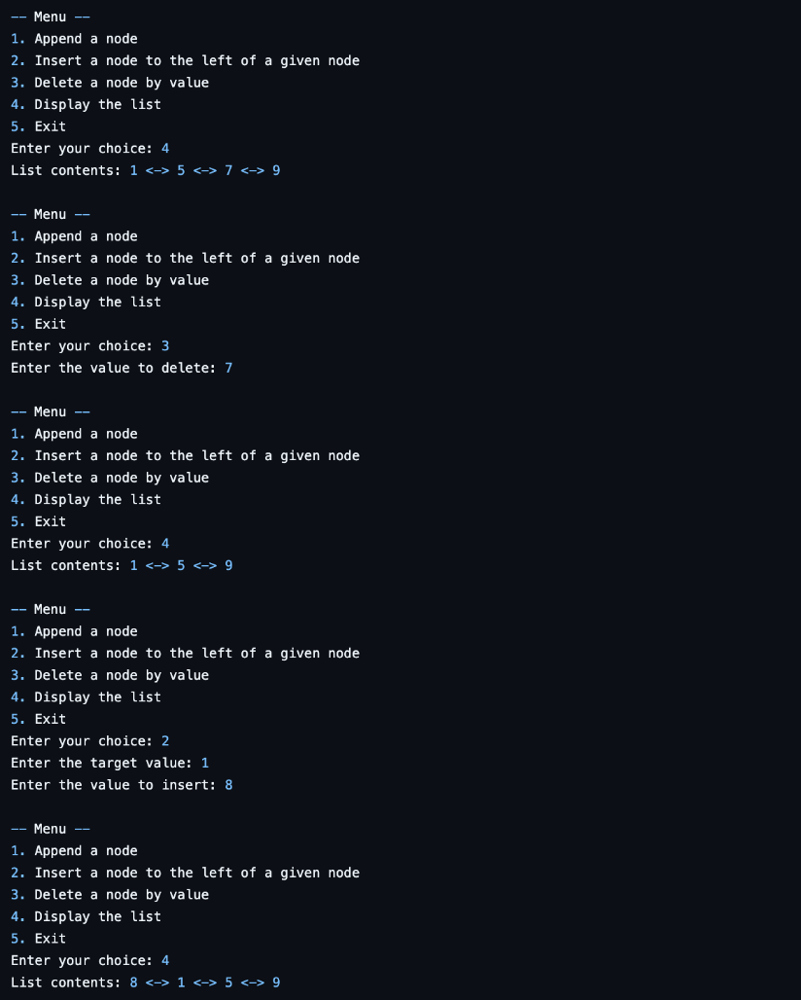 -- Menu --
1. Append a node
2. Insert a node to the left of a given node
3. Delete a node by value
4. Display the list
5. Exit
Enter your choice: 4
List contents: 1 <-> 5 <-> 7 <-> 9

-- Menu --
1. Append a node
2. Insert a node to the left of a given node
3. Delete a node by value
4. Display the list
5. Exit
Enter your choice: 3
Enter the value to delete: 7

-- Menu --
1. Append a node
2. Insert a node to the left of a given node
3. Delete a node by value
4. Display the list
5. Exit
Enter your choice: 4
List contents: 1 <-> 5 <-> 9

-- Menu --
1. Append a node
2. Insert a node to the left of a given node
3. Delete a node by value
4. Display the list
5. Exit
Enter your choice: 2
Enter the target value: 1
Enter the value to insert: 8

-- Menu --
1. Append a node
2. Insert a node to the left of a given node
3. Delete a node by value
4. Display the list
5. Exit
Enter your choice: 4
List contents: 8 <-> 1 <-> 5 <-> 9